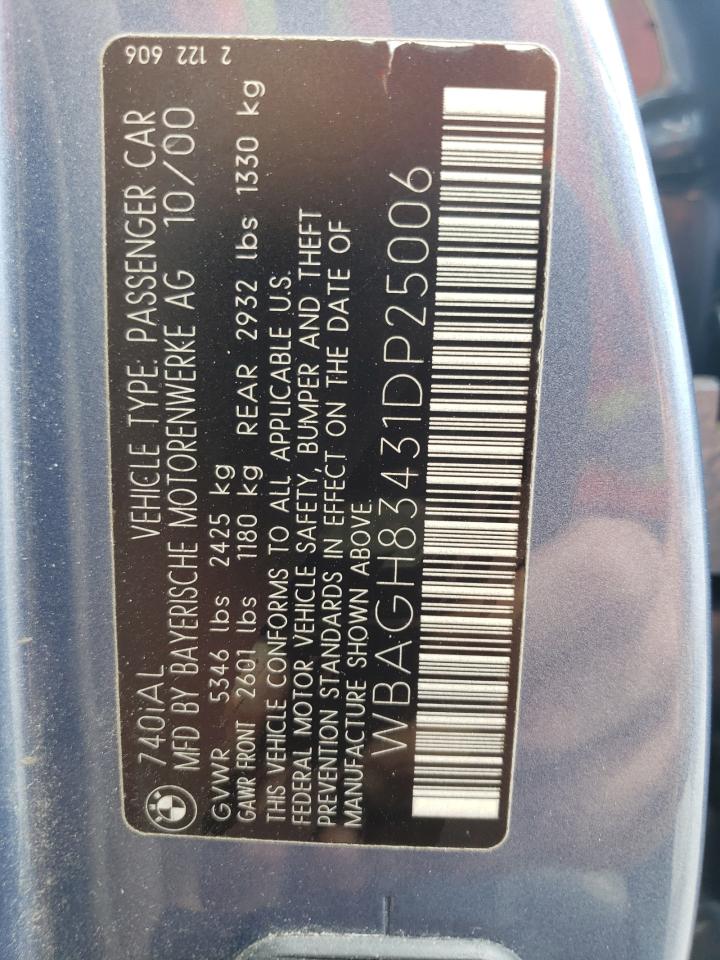 740iAL VEHICLE TYPE: PASSENGER CAR
MFD BY BAYERISCHE MOTORENWERKE AG 10/00
GVWR 5346 lbs 2425 kg
GAWR FRONT 2601 lbs 1180 kg REAR 2932 lbs 1330 kg
THIS VEHICLE CONFORMS TO ALL APPLICABLE U.S.
FEDERAL MOTOR VEHICLE SAFETY, BUMPER AND THEFT
PREVENTION STANDARDS IN EFFECT ON THE DATE OF
MANUFACTURE SHOWN ABOVE.
WBAGH83431DP25006
2 122 606